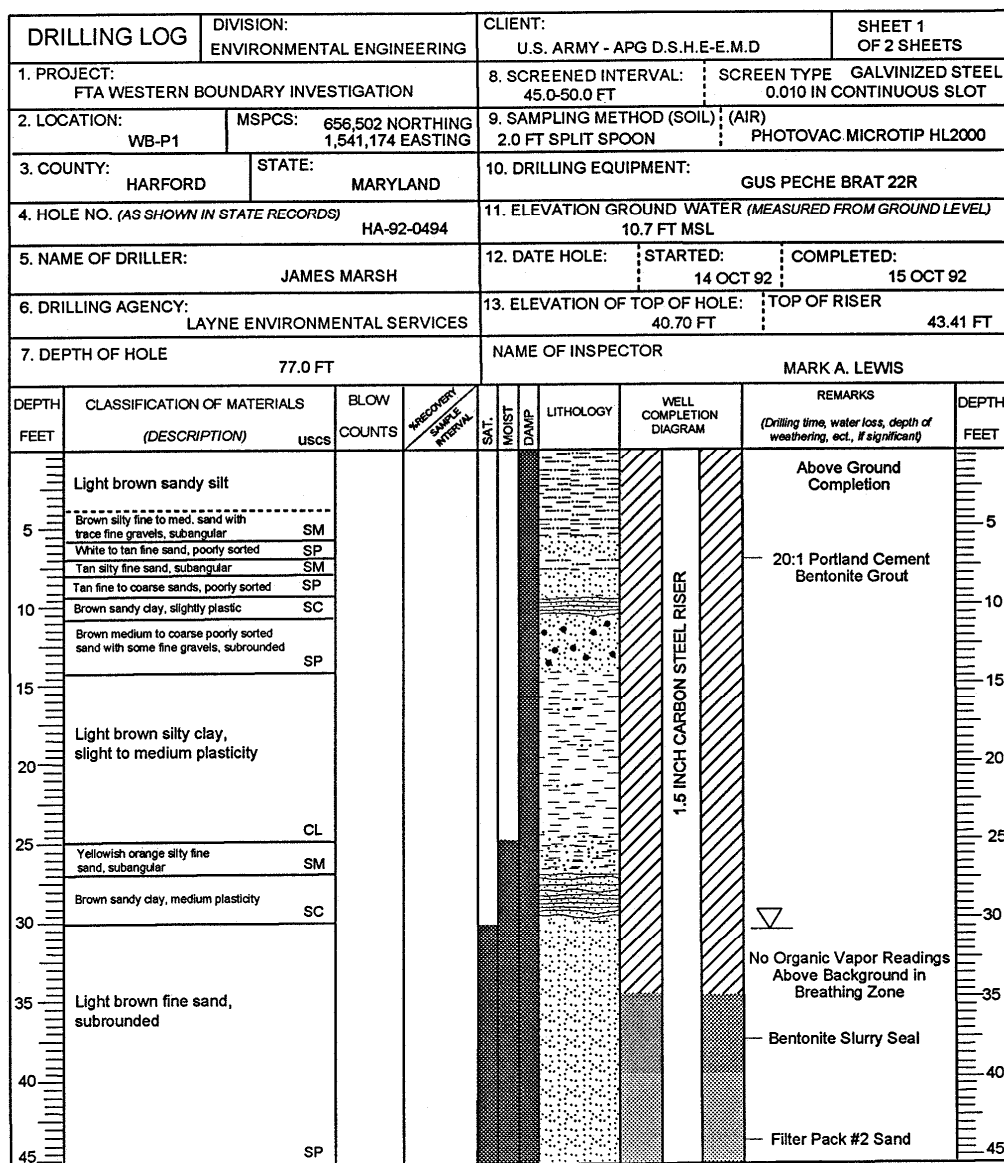 DRILLING LOG
DIVISION:
ENVIRONMENTAL ENGINEERING
CLIENT:
U.S. ARMY - APG D.S.H.E-E.M.D
SHEET 1
OF 2 SHEETS
1. PROJECT:
FTA WESTERN BOUNDARY INVESTIGATION
8. SCREENED INTERVAL:
45.0-50.0 FT
SCREEN TYPE GALVINIZED STEEL
0.010 IN CONTINUOUS SLOT
2. LOCATION:
WB-P1
MSPCS: 656,502 NORTHING
1,541,174 EASTING
9. SAMPLING METHOD (SOIL)
2.0 FT SPLIT SPOON
(AIR)
PHOTOVAC MICROTIP HL2000
3. COUNTY:
HARFORD
STATE:
MARYLAND
10. DRILLING EQUIPMENT:
GUS PECHE BRAT 22R
4. HOLE NO. (AS SHOWN IN STATE RECORDS)
HA-92-0494
11. ELEVATION GROUND WATER (MEASURED FROM GROUND LEVEL)
10.7 FT MSL
5. NAME OF DRILLER:
JAMES MARSH
12. DATE HOLE:
STARTED:
14 OCT 92
COMPLETED:
15 OCT 92
6. DRILLING AGENCY:
LAYNE ENVIRONMENTAL SERVICES
13. ELEVATION OF TOP OF HOLE:
40.70 FT
TOP OF RISER
43.41 FT
7. DEPTH OF HOLE
77.0 FT
NAME OF INSPECTOR
MARK A. LEWIS
DEPTH
FEET
CLASSIFICATION OF MATERIALS
(DESCRIPTION) USCS
BLOW
COUNTS
%RECOVERY
SAMPLE
INTERVAL
SAT.
MOIST
DAMP
LITHOLOGY
WELL
COMPLETION
DIAGRAM
REMARKS
(Drilling time, water loss, depth of
weathering, ect., if significant)
DEPTH
FEET
Light brown sandy silt
Above Ground
Completion
5
Brown silty fine to med. sand with
trace fine gravels, subangular SM
5
White to tan fine sand, poorly sorted SP
20:1 Portland Cement
Bentonite Grout
Tan silty fine sand, subangular SM
Tan fine to coarse sands, poorly sorted SP
10
Brown sandy clay, slightly plastic SC
10
Brown medium to coarse poorly sorted
sand with some fine gravels, subrounded
SP
15
15
Light brown silty clay,
slight to medium plasticity
1.5 INCH CARBON STEEL RISER
20
20
CL
25
25
Yellowish orange silty fine
sand, subangular SM
Brown sandy clay, medium plasticity
SC
30
30
No Organic Vapor Readings
Above Background in
Breathing Zone
35
Light brown fine sand,
subrounded
35
Bentonite Slurry Seal
40
40
Filter Pack #2 Sand
45
SP
45